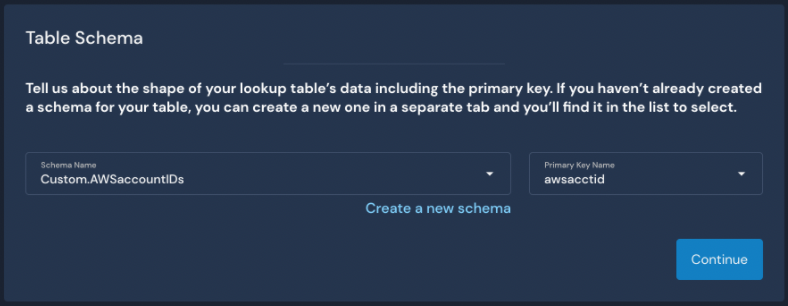 Table Schema
Tell us about the shape of your lookup table's data including the primary key. If you haven't already created
a schema for your table, you can create a new one in a separate tab and you'll find it in the list to select.
Schema Name
Custom.AWSaccountIDs
Primary Key Name
awsacctid
Create a new schema
Continue